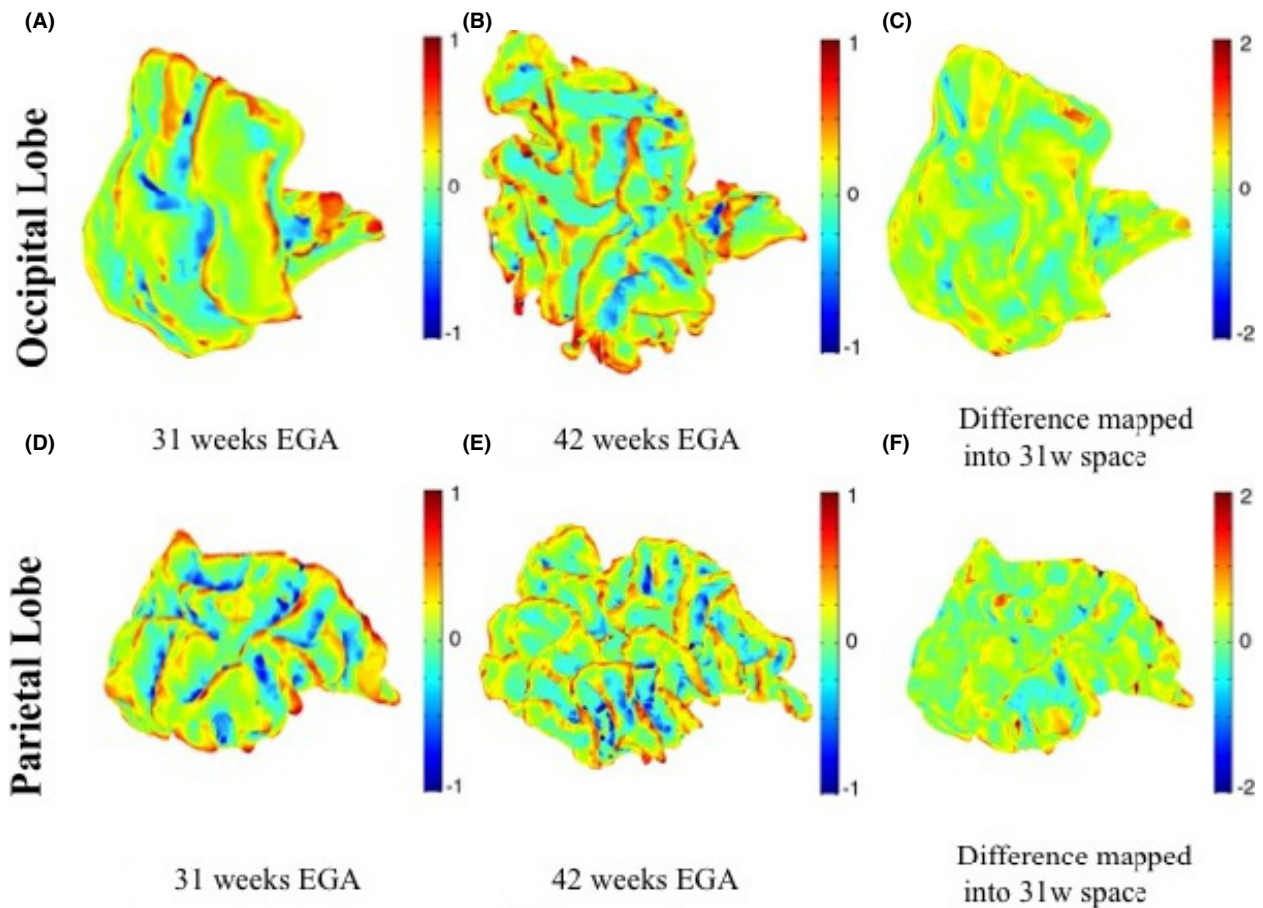 (A)
(B)
(C)
Occipital Lobe
1
0
-1
1
0
-1
2
0
-2
31 weeks EGA
42 weeks EGA
Difference mapped
into 31w space
(D)
(E)
(F)
Parietal Lobe
1
0
-1
1
0
-1
2
0
-2
31 weeks EGA
42 weeks EGA
Difference mapped
into 31w space